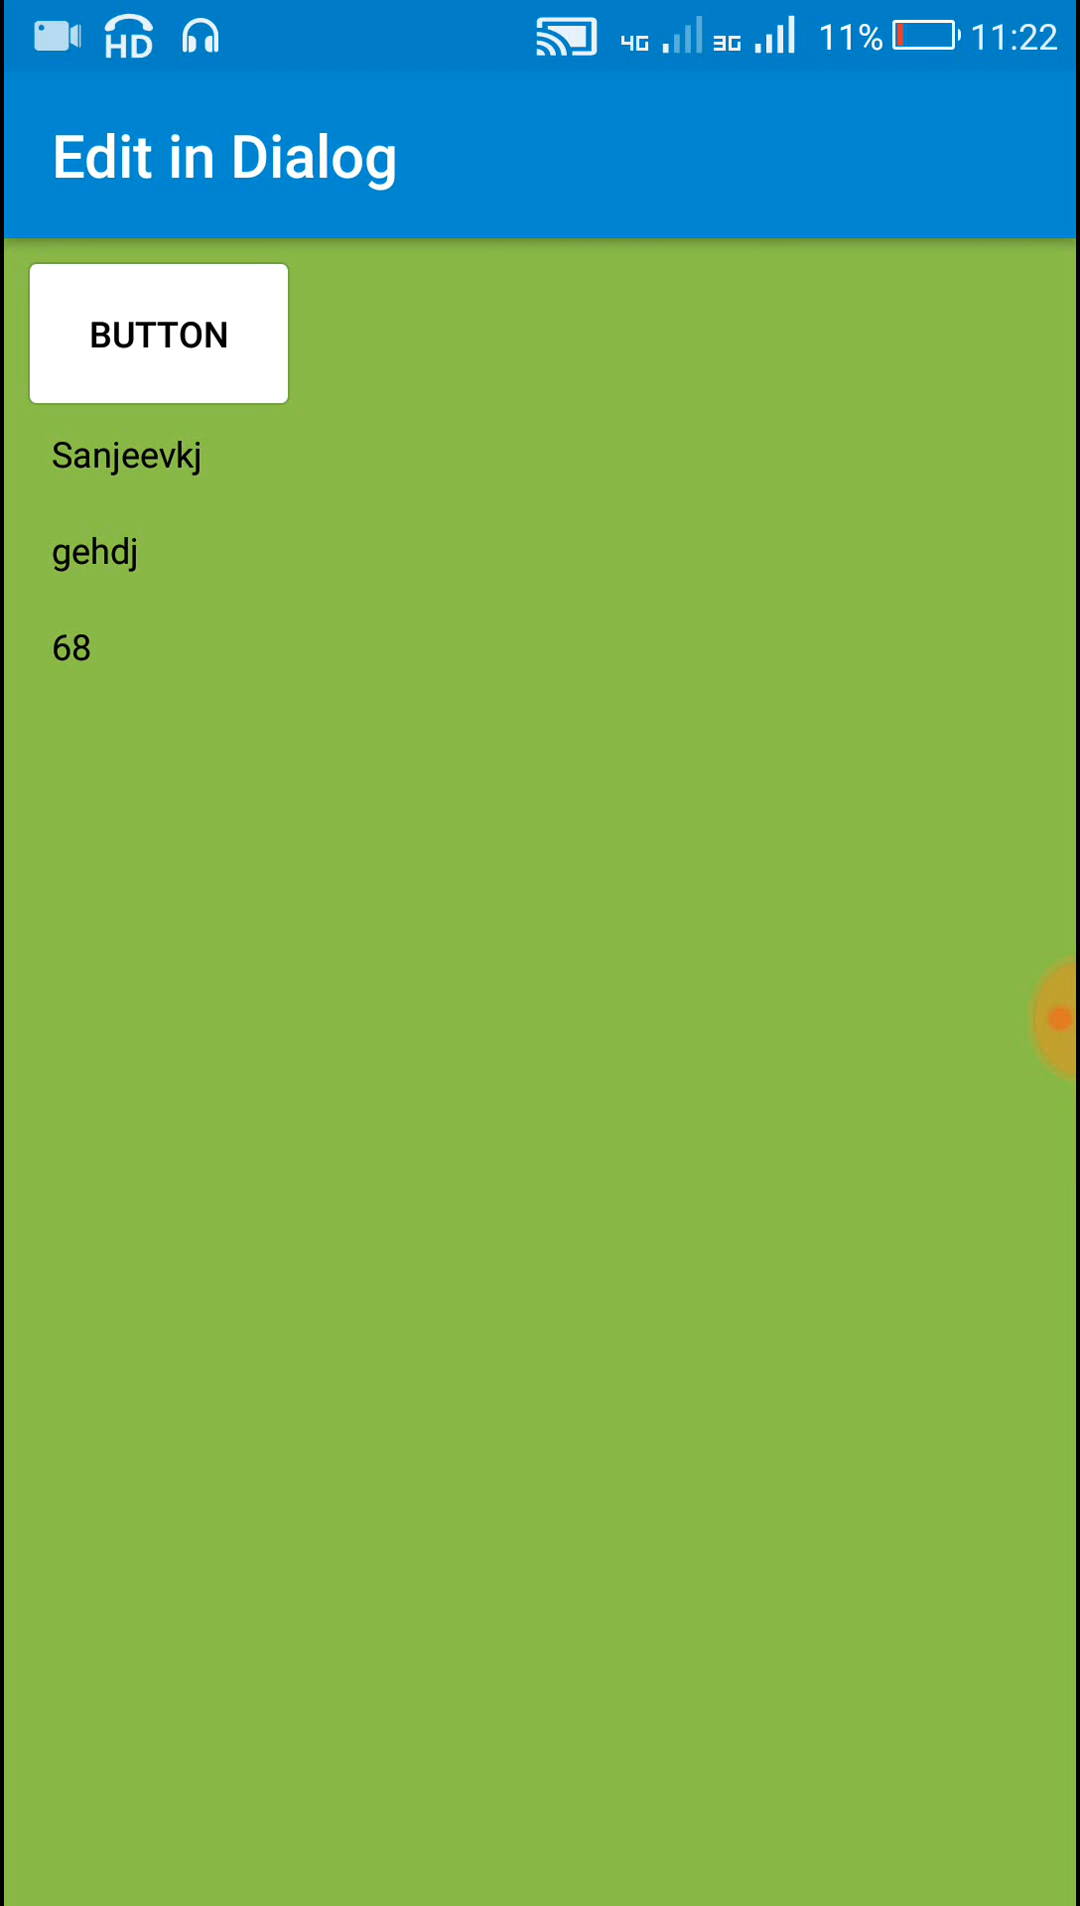 HD 4G 3G 11% 11:22
Edit in Dialog
BUTTON
Sanjeevkj
gehdj
68